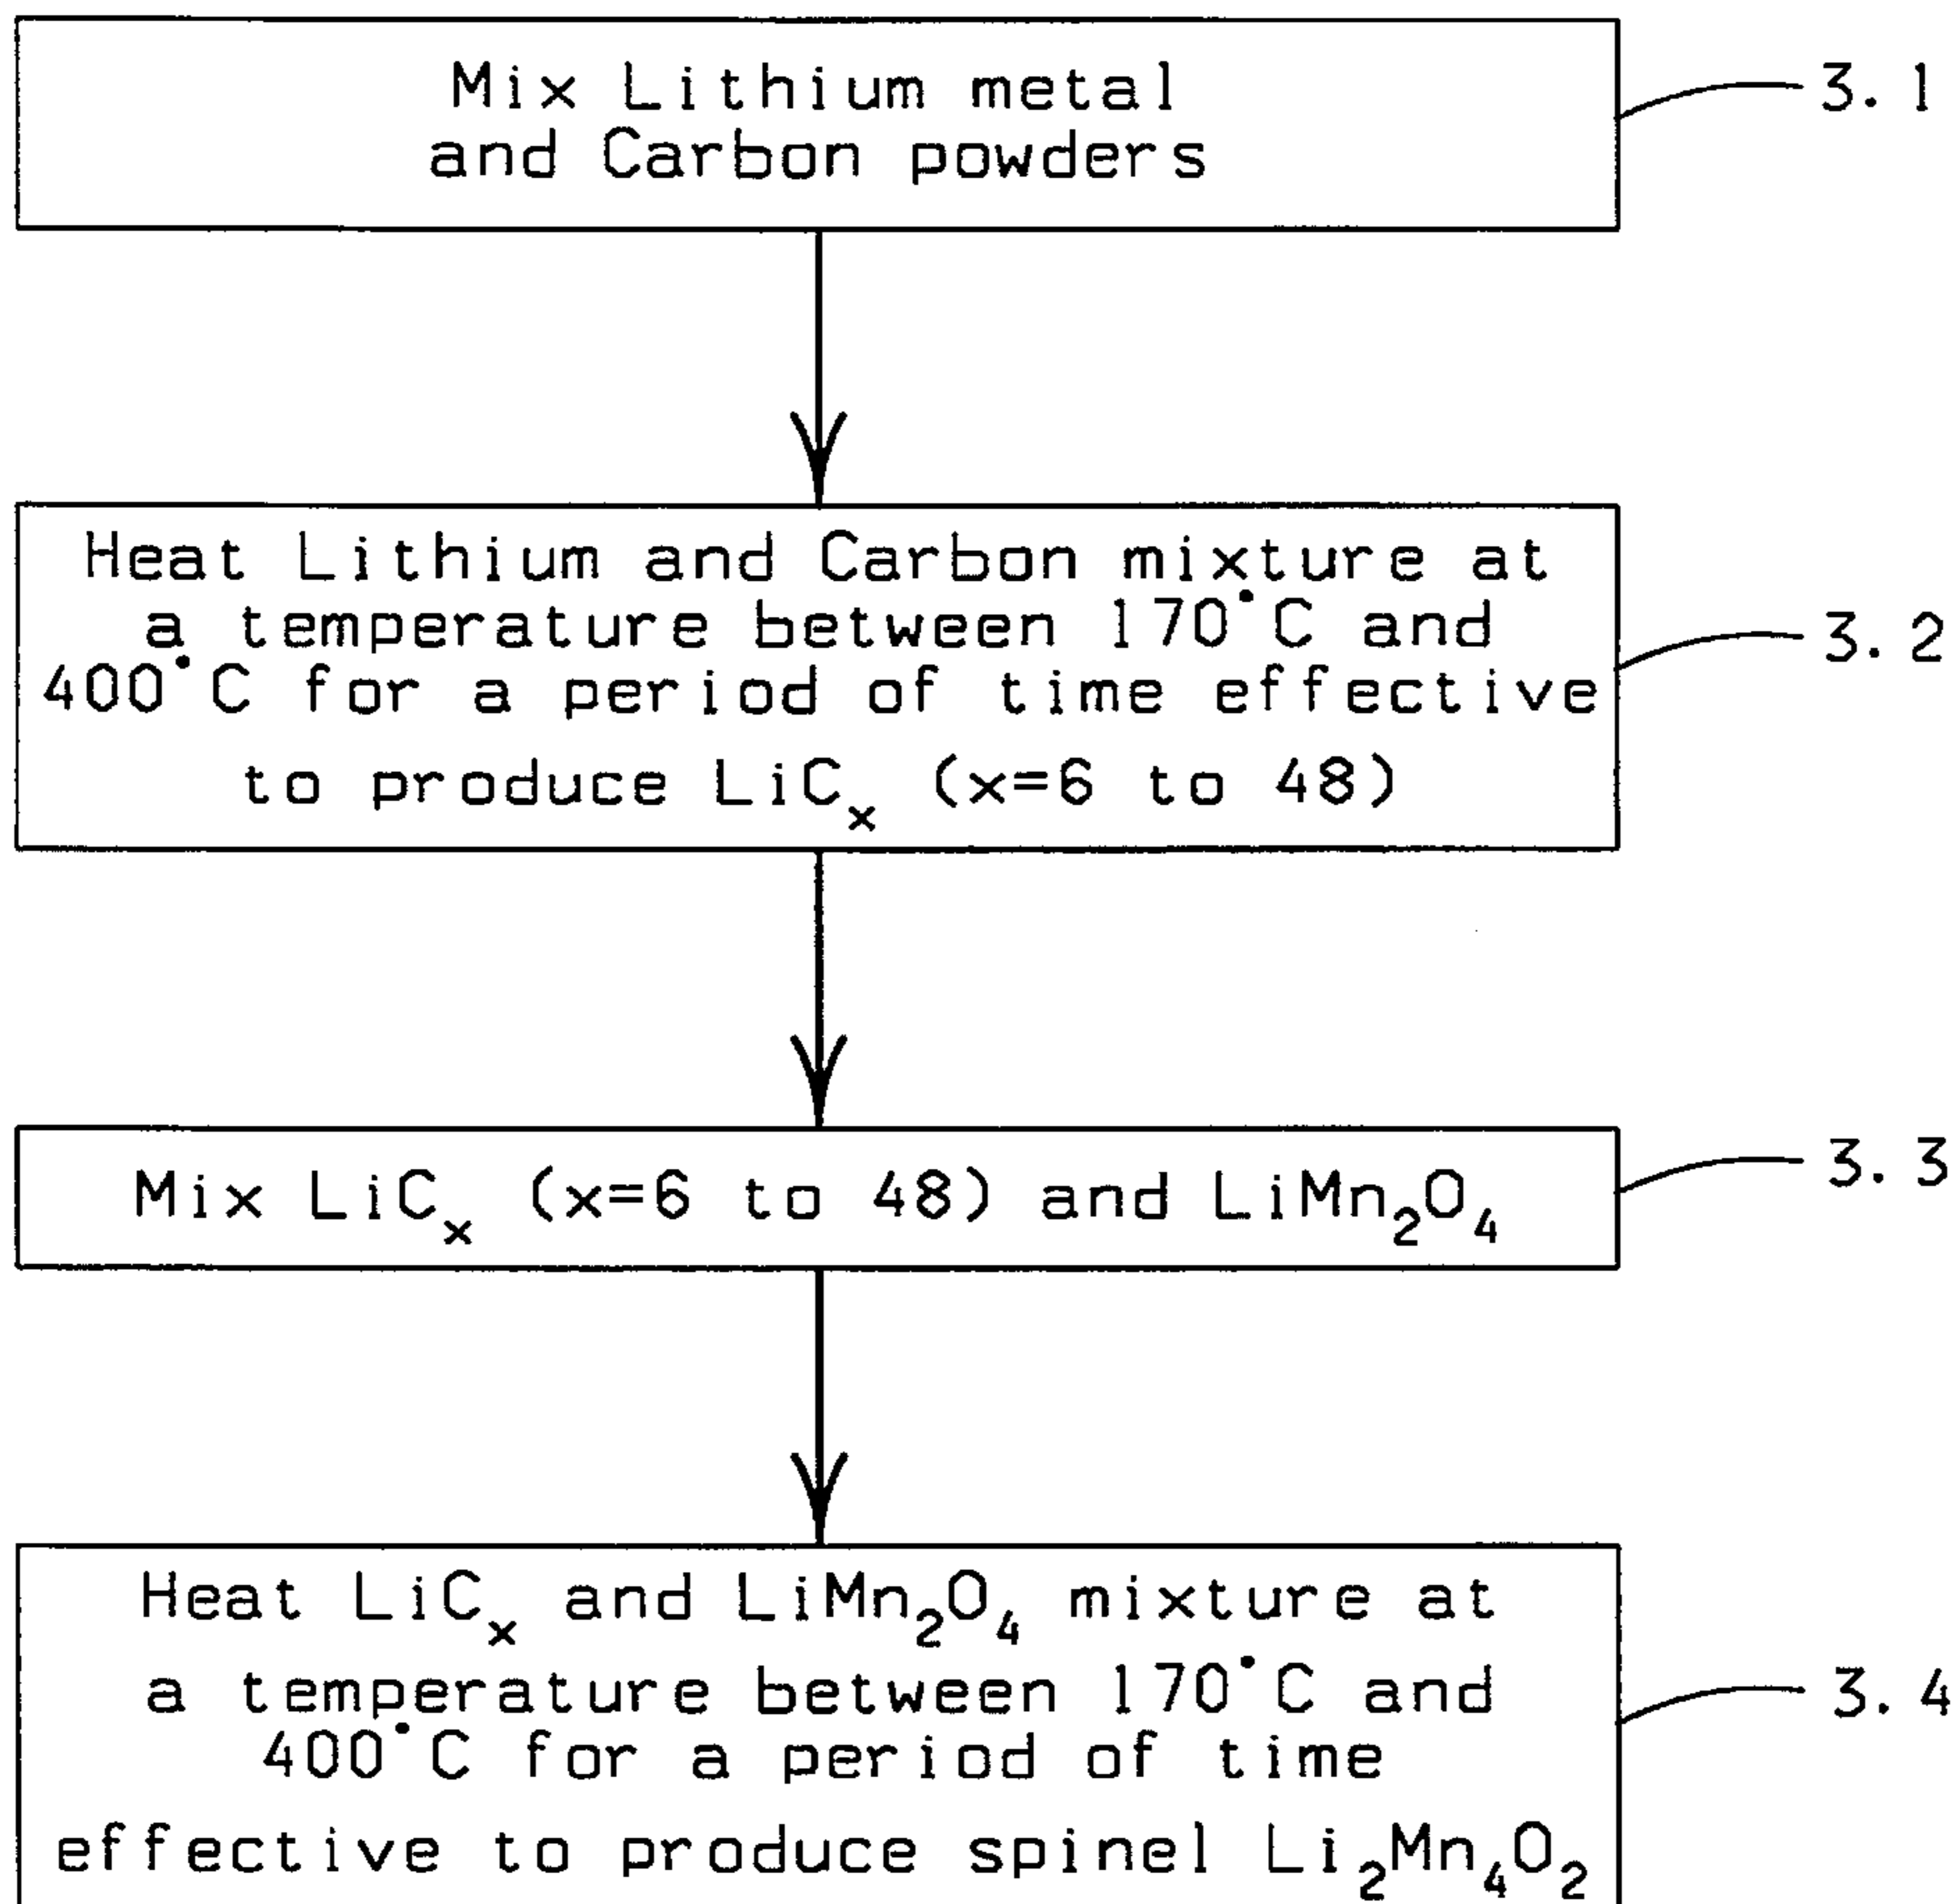 Mix Lithium metal
and Carbon powders
3.1
Heat Lithium and Carbon mixture at
a temperature between 170°C and
400°C for a period of time effective
to produce LiCₓ (x=6 to 48)
3.2
Mix LiCₓ (x=6 to 48) and LiMn₂O₄
3.3
Heat LiCₓ and LiMn₂O₄ mixture at
a temperature between 170°C and
400°C for a period of time
effective to produce spinel Li₂Mn₄O₂
3.4